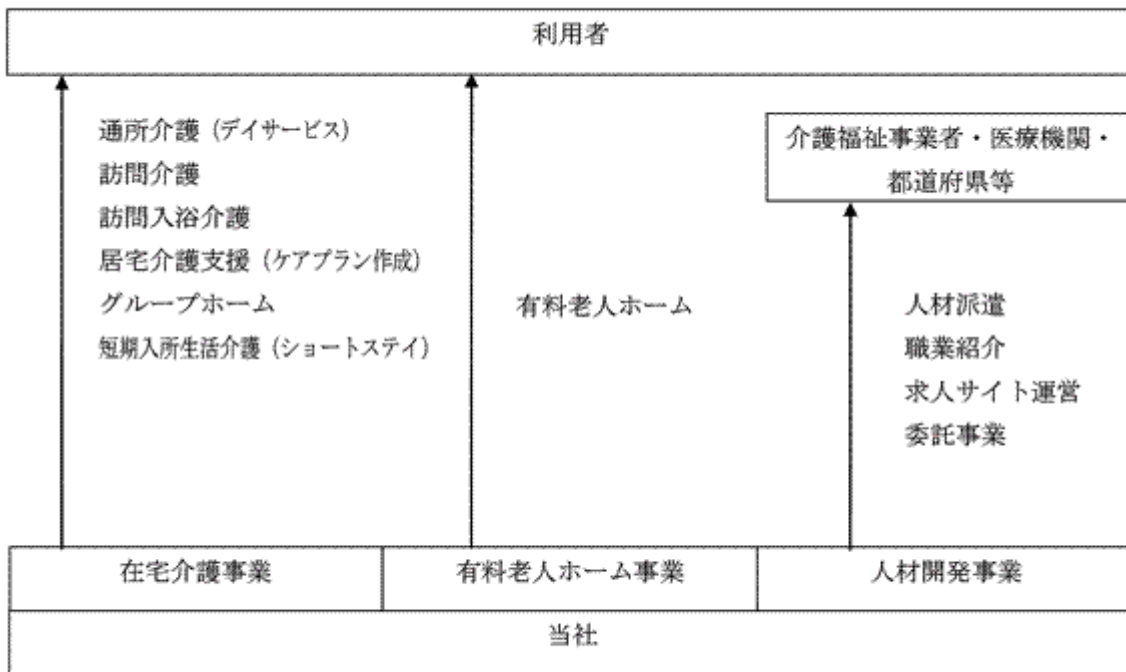 利用者
通所介護（デイサービス）
訪問介護
訪問入浴介護
居宅介護支援（ケアプラン作成）
グループホーム
短期入所生活介護（ショートステイ）
有料老人ホーム
介護福祉事業者・医療機関・
都道府県等
人材派遣
職業紹介
求人サイト運営
委託事業
在宅介護事業
有料老人ホーム事業
人材開発事業
当社